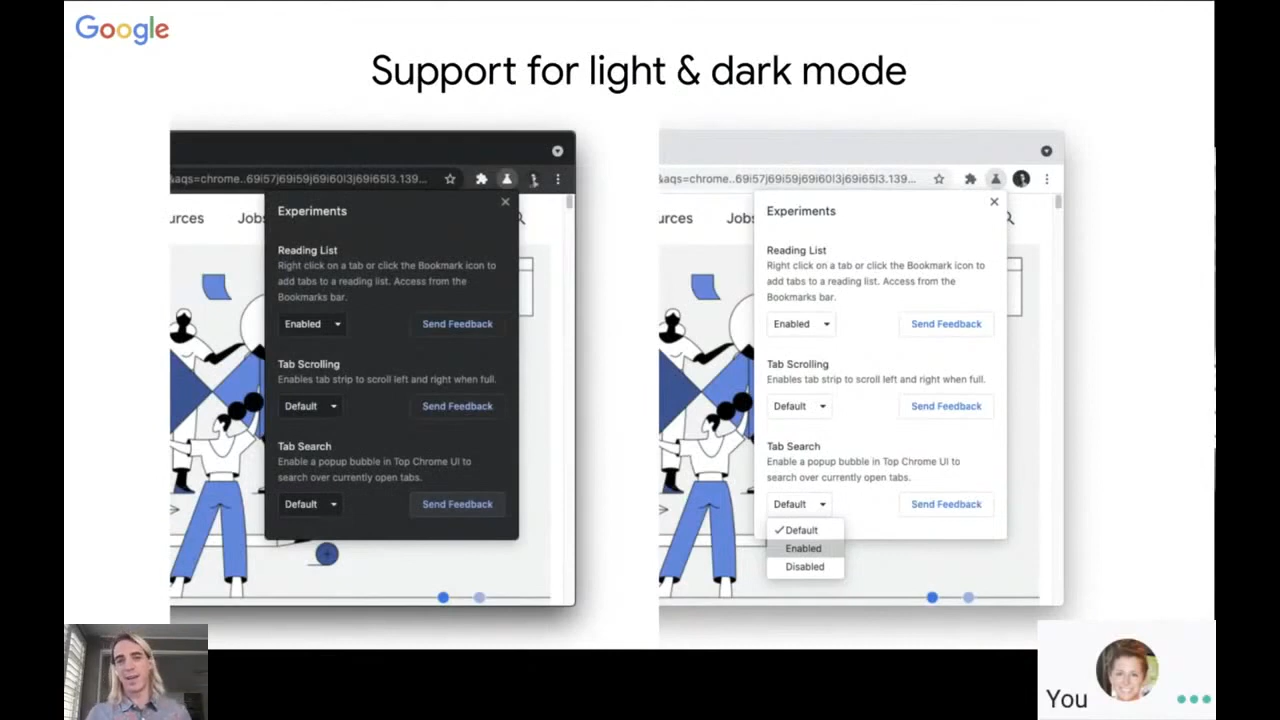 Google
Support for light & dark mode
&aqs=chrome..69i57j69i59j69i60l3j69i65l3.139...
urces Jobs
Experiments
Reading List
Right click on a tab or click the Bookmark icon to
add tabs to a reading list. Access from the
Bookmarks bar.
Enabled Send Feedback
Tab Scrolling
Enables tab strip to scroll left and right when full.
Default Send Feedback
Tab Search
Enable a popup bubble in Top Chrome UI to
search over currently open tabs.
Default Send Feedback
&aqs=chrome..69i57j69i59j69i60l3j69i65l3.139...
urces Jobs
Experiments
Reading List
Right click on a tab or click the Bookmark icon to
add tabs to a reading list. Access from the
Bookmarks bar.
Enabled Send Feedback
Tab Scrolling
Enables tab strip to scroll left and right when full.
Default Send Feedback
Tab Search
Enable a popup bubble in Top Chrome UI to
search over currently open tabs.
Default Send Feedback
Default
Enabled
Disabled
You